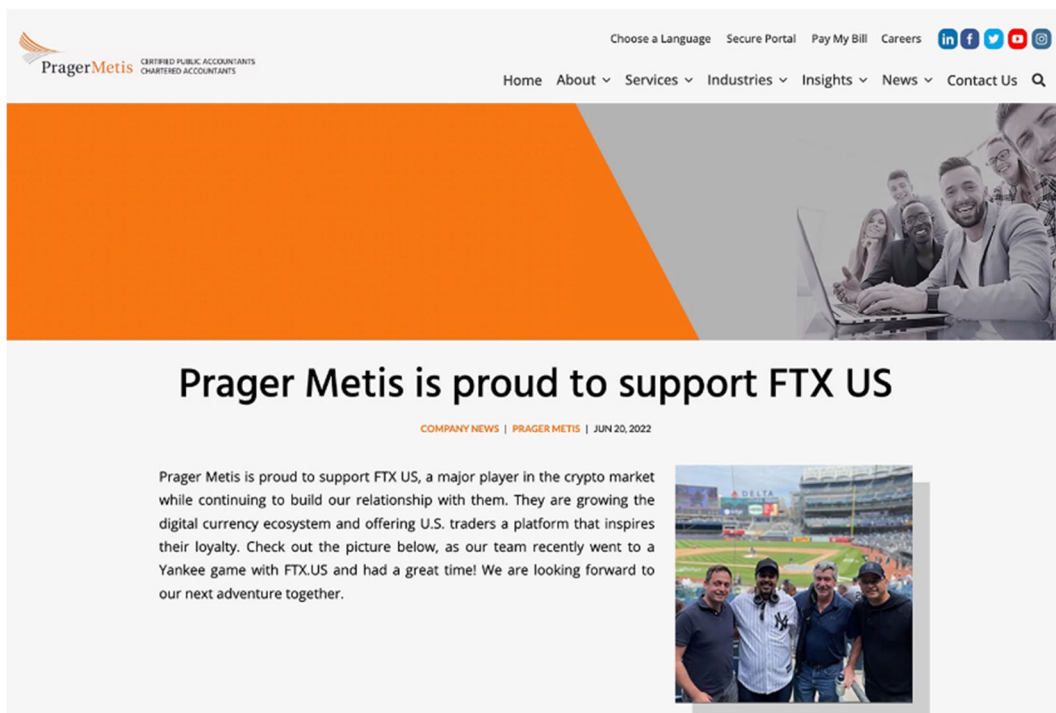 Choose a Language Secure Portal Pay My Bill Careers
PragerMetis CERTIFIED PUBLIC ACCOUNTANTS
CHARTERED ACCOUNTANTS
Home About Services Industries Insights News Contact Us
Prager Metis is proud to support FTX US
COMPANY NEWS | PRAGER METIS | JUN 20, 2022
Prager Metis is proud to support FTX US, a major player in the crypto market
while continuing to build our relationship with them. They are growing the
digital currency ecosystem and offering U.S. traders a platform that inspires
their loyalty. Check out the picture below, as our team recently went to a
Yankee game with FTX.US and had a great time! We are looking forward to
our next adventure together.
DELTA